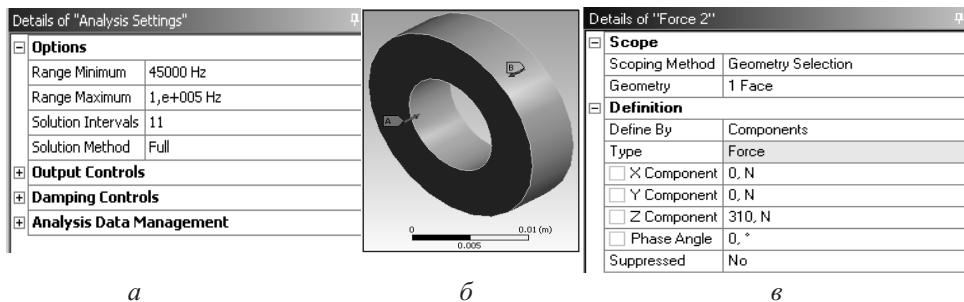 Details of "Analysis Settings"
Options
Range Minimum 45000 Hz
Range Maximum 1,e+005 Hz
Solution Intervals 11
Solution Method Full
Output Controls
Damping Controls
Analysis Data Management
A
B
0 0.01 (m)
0.005
Details of "Force 2"
Scope
Scoping Method Geometry Selection
Geometry 1 Face
Definition
Define By Components
Type Force
X Component 0, N
Y Component 0, N
Z Component 310, N
Phase Angle 0, °
Suppressed No
а б в